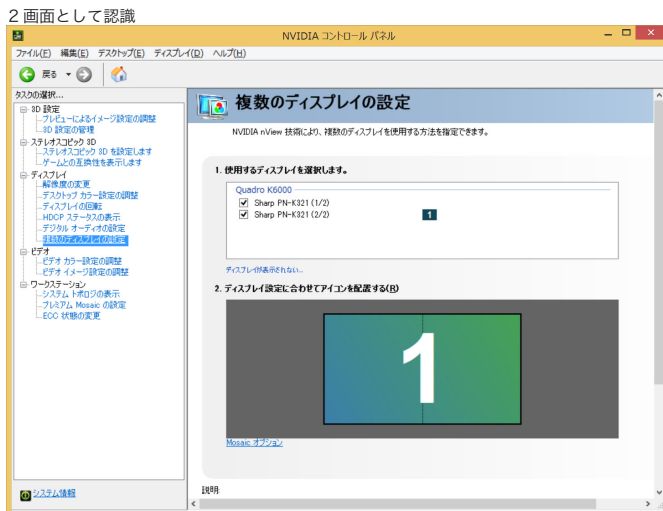 2画面として認識
NVIDIA コントロール パネル
ファイル(F) 編集(E) デスクトップ(E) ディスプレイ(D) ヘルプ(H)
戻る
タスクの選択...
3D 設定
プレビューによるイメージ設定の調整
3D 設定の管理
ステレオスコピック 3D
ステレオスコピック 3D を設定します
ゲームとの互換性を表示します
ディスプレイ
解像度の変更
デスクトップ カラー設定の調整
ディスプレイの回転
HDCP ステータスの表示
デジタル オーディオの設定
複数のディスプレイの設定
ビデオ
ビデオ カラー設定の調整
ビデオ イメージ設定の調整
ワークステーション
システム トポロジの表示
プレミアム Mosaic の設定
ECC 状態の変更
システム情報
複数のディスプレイの設定
NVIDIA nView 技術により、複数のディスプレイを使用する方法を指定できます。
1. 使用するディスプレイを選択します。
Quadro K6000
Sharp PN-K321 (1/2)
Sharp PN-K321 (2/2)
1
ディスプレイが表示されない...
2. ディスプレイ設定に合わせてアイコンを配置する(R)
1
Mosaic オプション
説明: